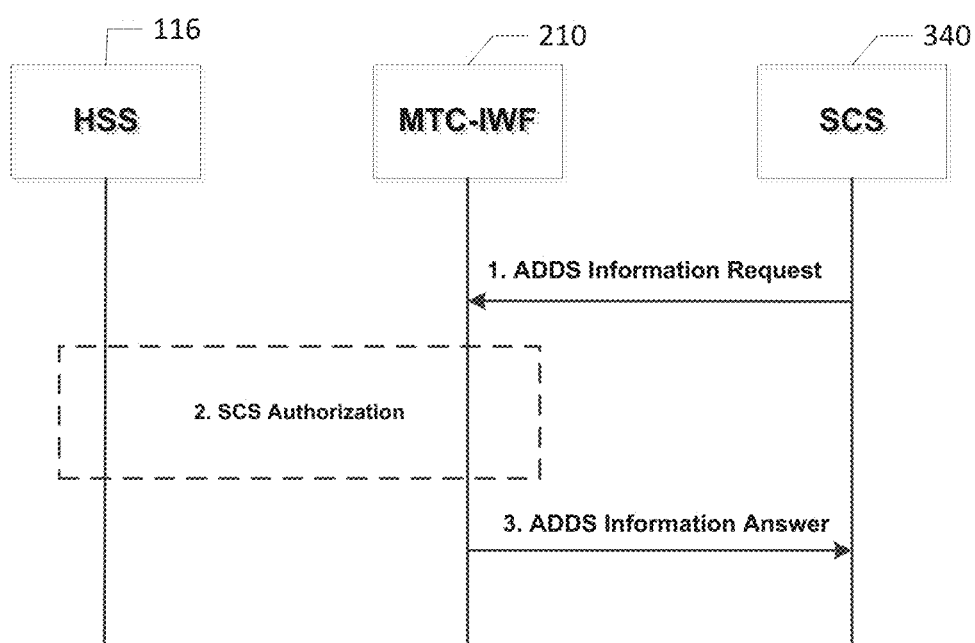 116
210
340
HSS
MTC-IWF
SCS
1. ADDS Information Request
2. SCS Authorization
3. ADDS Information Answer